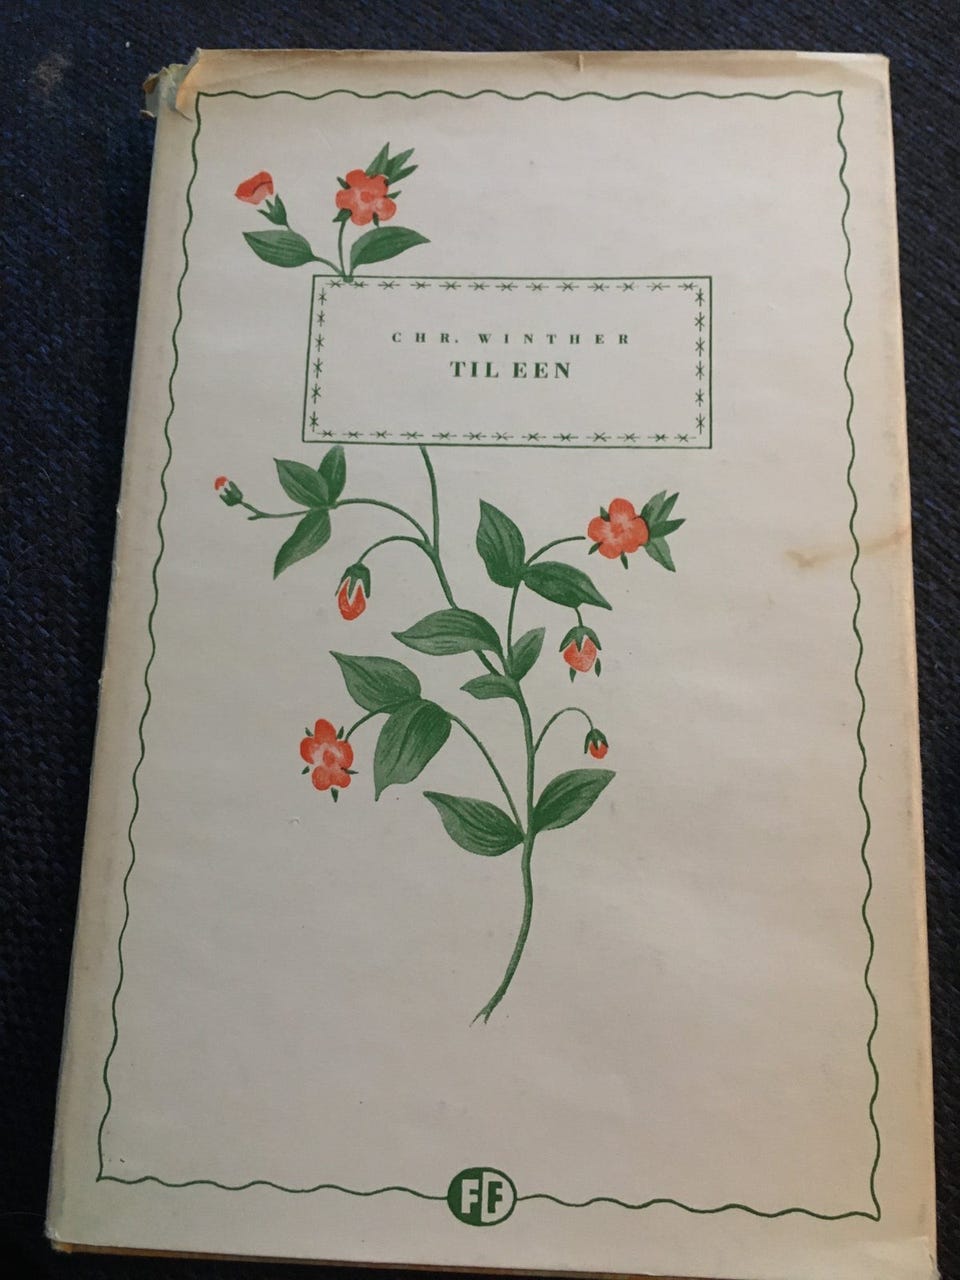 CHR. WINTHER
TIL EEN
FF